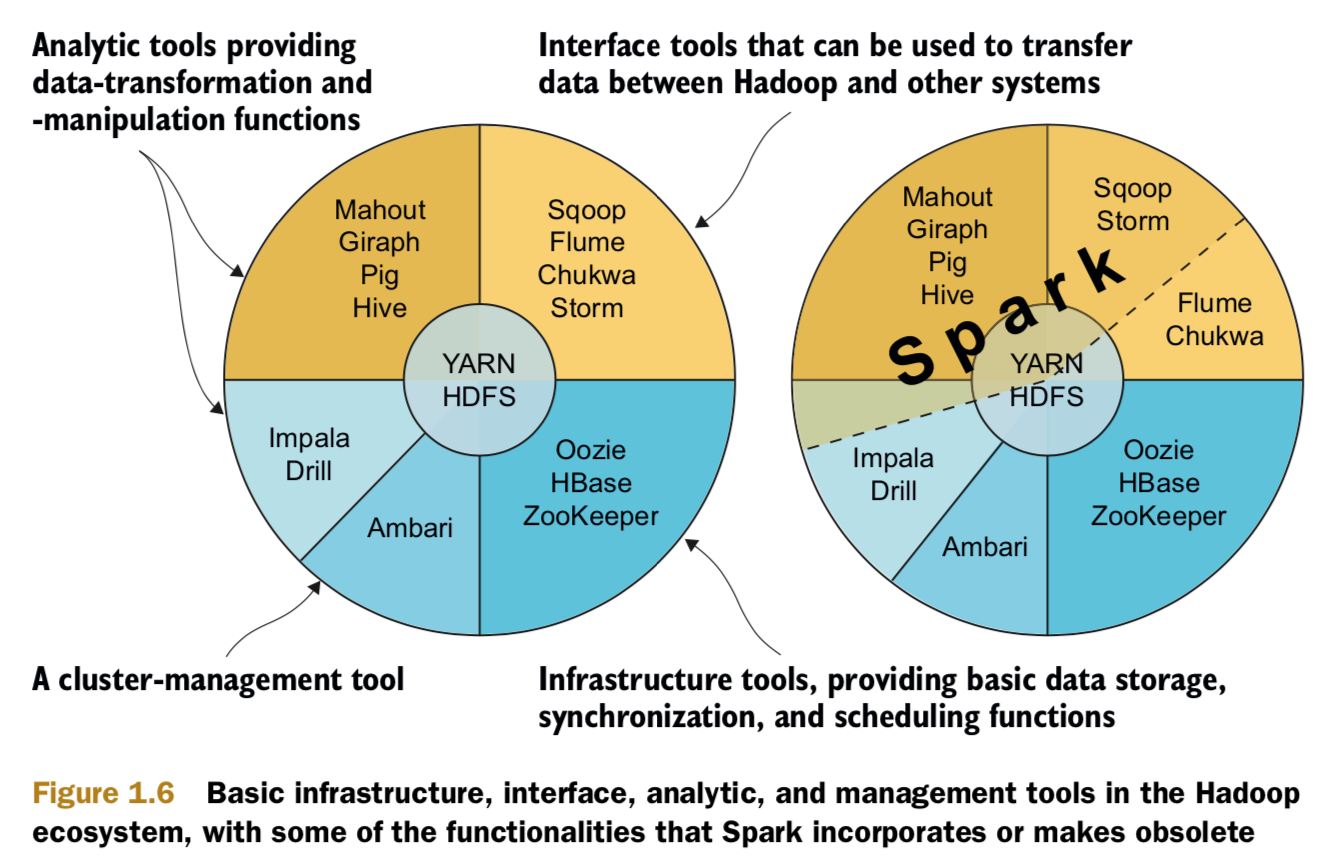 Analytic tools providing
data-transformation and
-manipulation functions
Interface tools that can be used to transfer
data between Hadoop and other systems
Mahout
Giraph
Pig
Hive
Sqoop
Flume
Chukwa
Storm
YARN
HDFS
Impala
Drill
Ambari
Oozie
HBase
ZooKeeper
Mahout
Giraph
Pig
Hive
Sqoop
Storm
Spark
Flume
Chukwa
YARN
HDFS
Impala
Drill
Ambari
Oozie
HBase
ZooKeeper
A cluster-management tool
Infrastructure tools, providing basic data storage,
synchronization, and scheduling functions
Figure 1.6 Basic infrastructure, interface, analytic, and management tools in the Hadoop
ecosystem, with some of the functionalities that Spark incorporates or makes obsolete